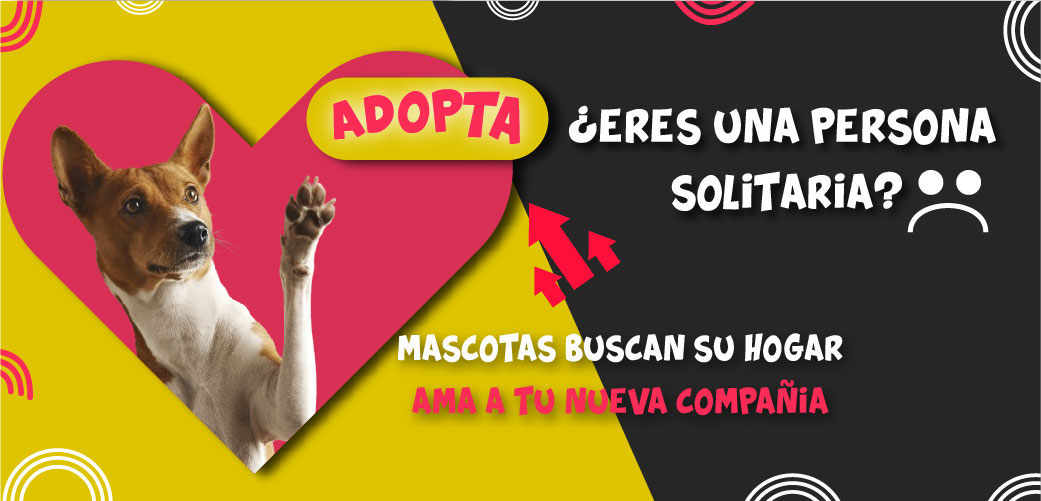 ADOPTA
¿ERES UNA PERSONA
SOLITARIA?
MASCOTAS BUSCAN SU HOGAR
AMA A TU NUEVA COMPAÑIA